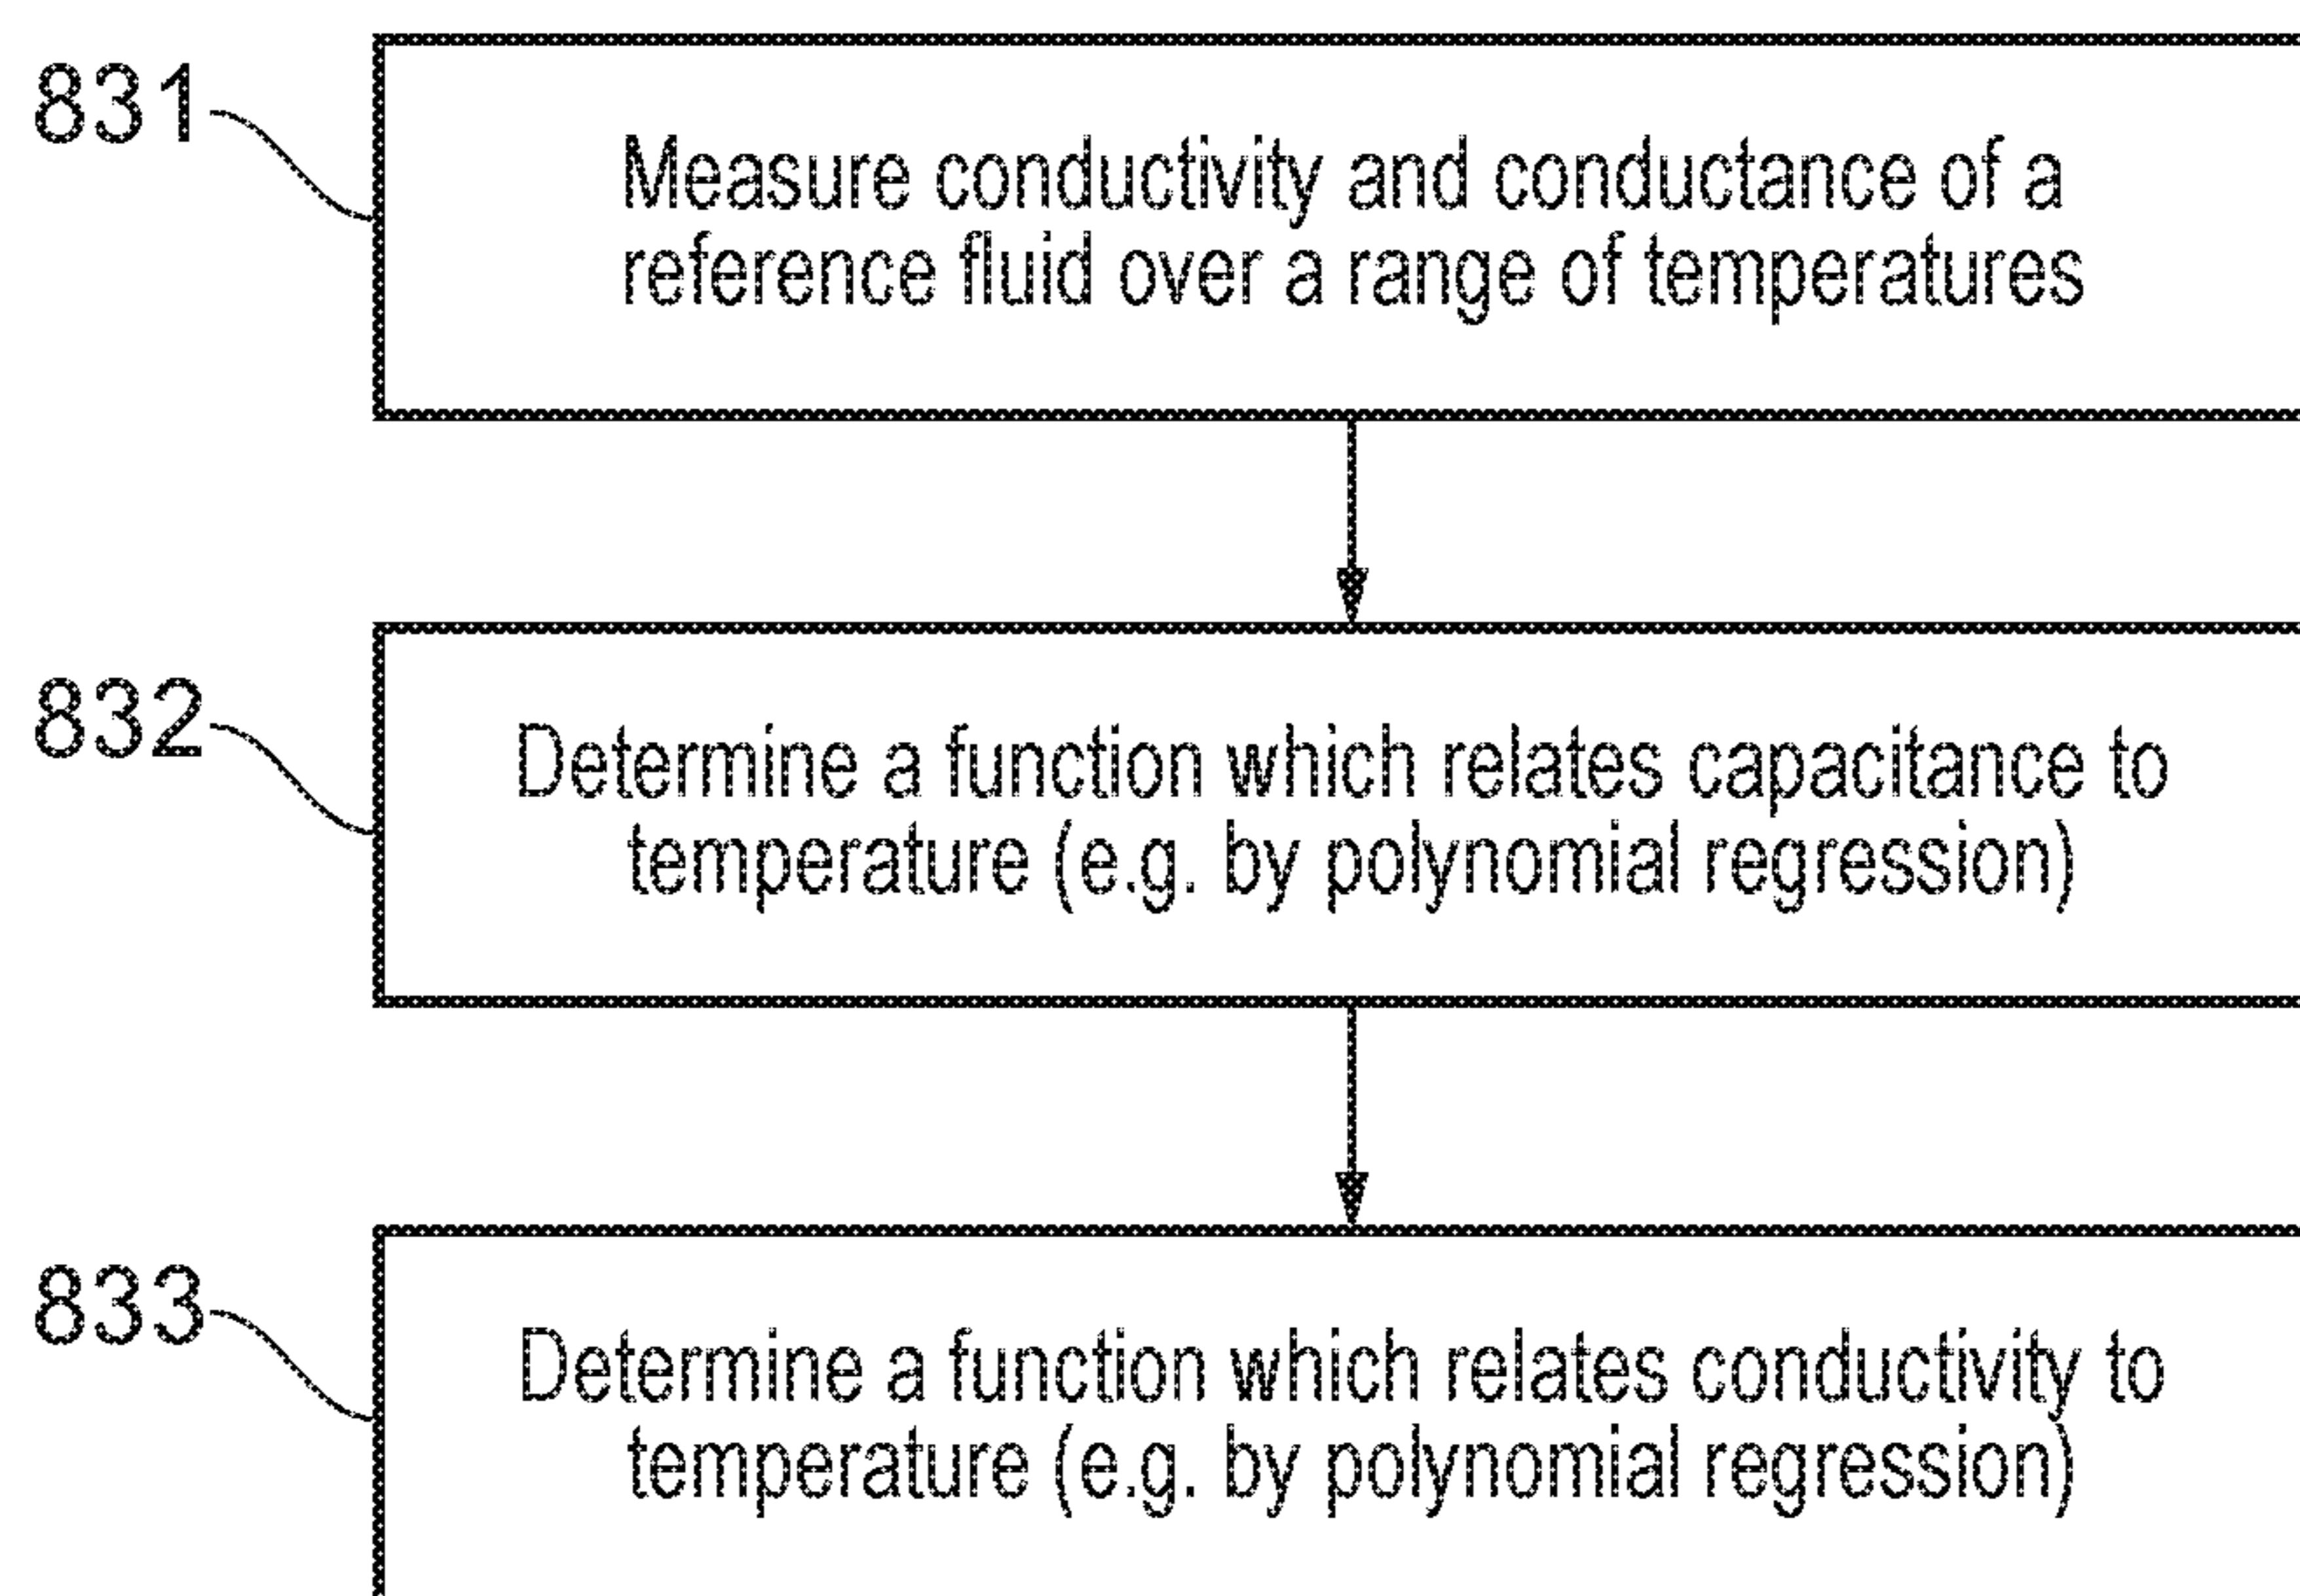 831
Measure conductivity and conductance of a
reference fluid over a range of temperatures
832
Determine a function which relates capacitance to
temperature (e.g. by polynomial regression)
833
Determine a function which relates conductivity to
temperature (e.g. by polynomial regression)